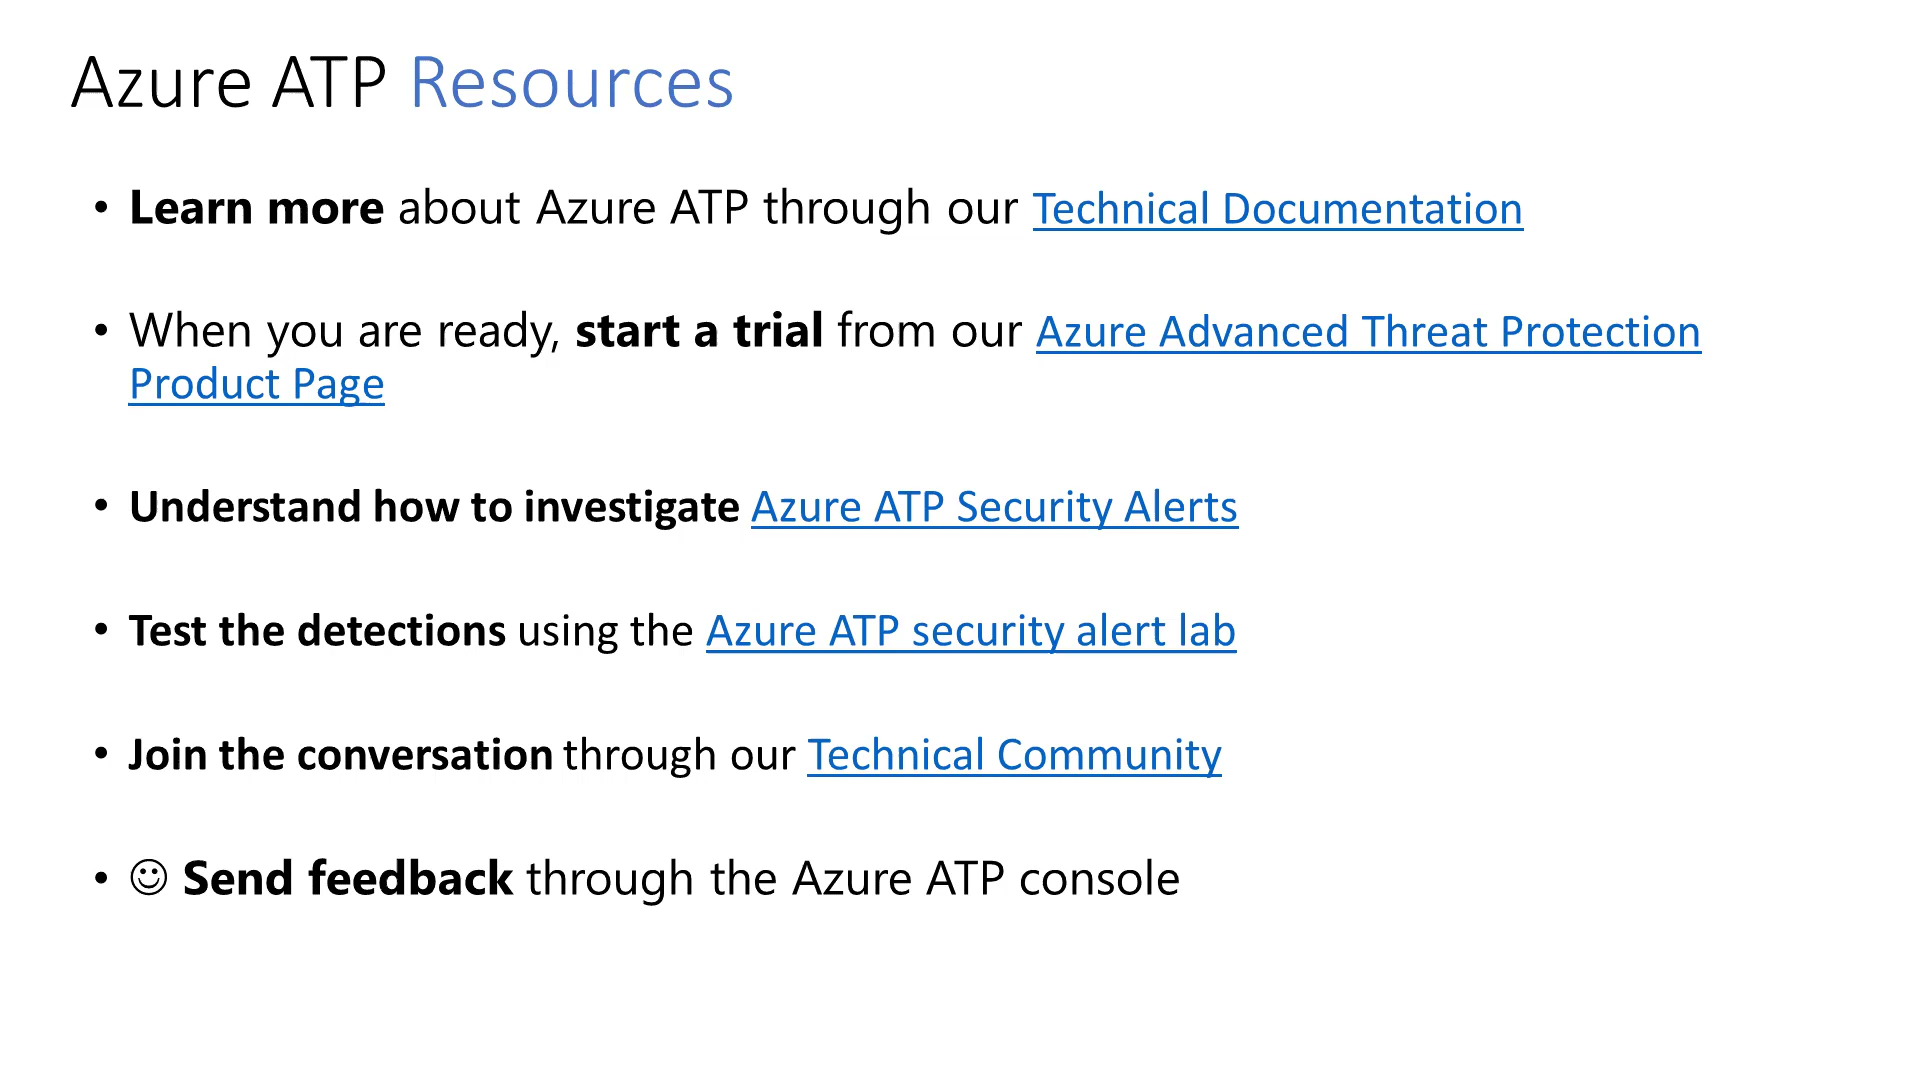 Azure ATP Resources
• Learn more about Azure ATP through our Technical Documentation
• When you are ready, start a trial from our Azure Advanced Threat Protection
Product Page
• Understand how to investigate Azure ATP Security Alerts
• Test the detections using the Azure ATP security alert lab
• Join the conversation through our Technical Community
• ☺ Send feedback through the Azure ATP console